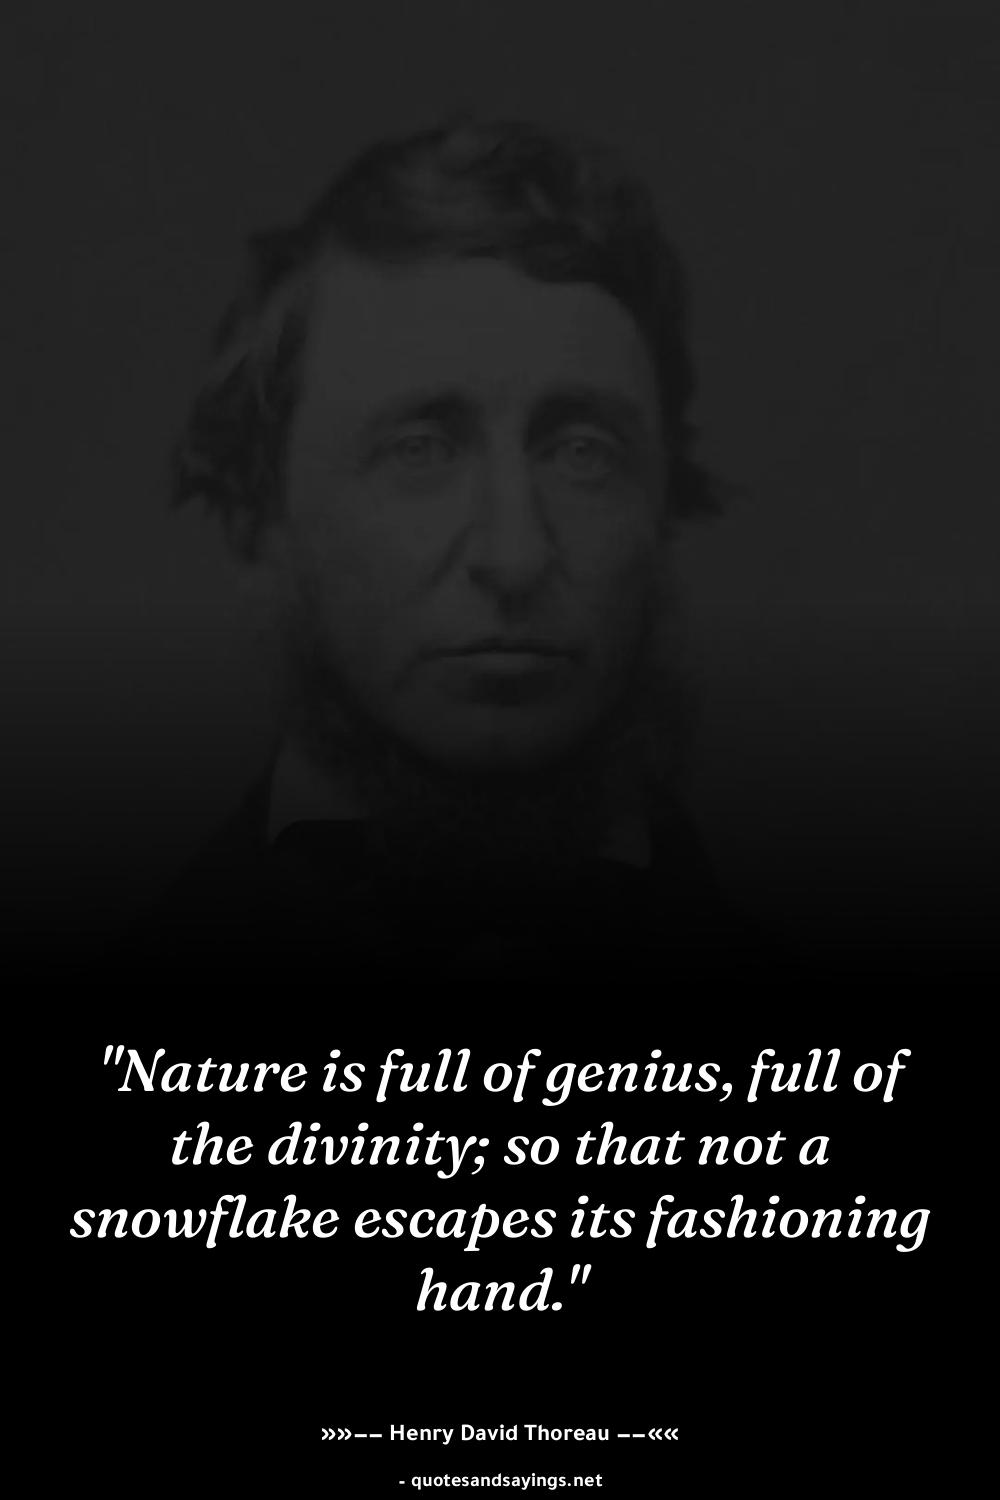 "Nature is full of genius, full of
the divinity; so that not a
snowflake escapes its fashioning
hand."
»»−− Henry David Thoreau −−««
- quotesandsayings.net